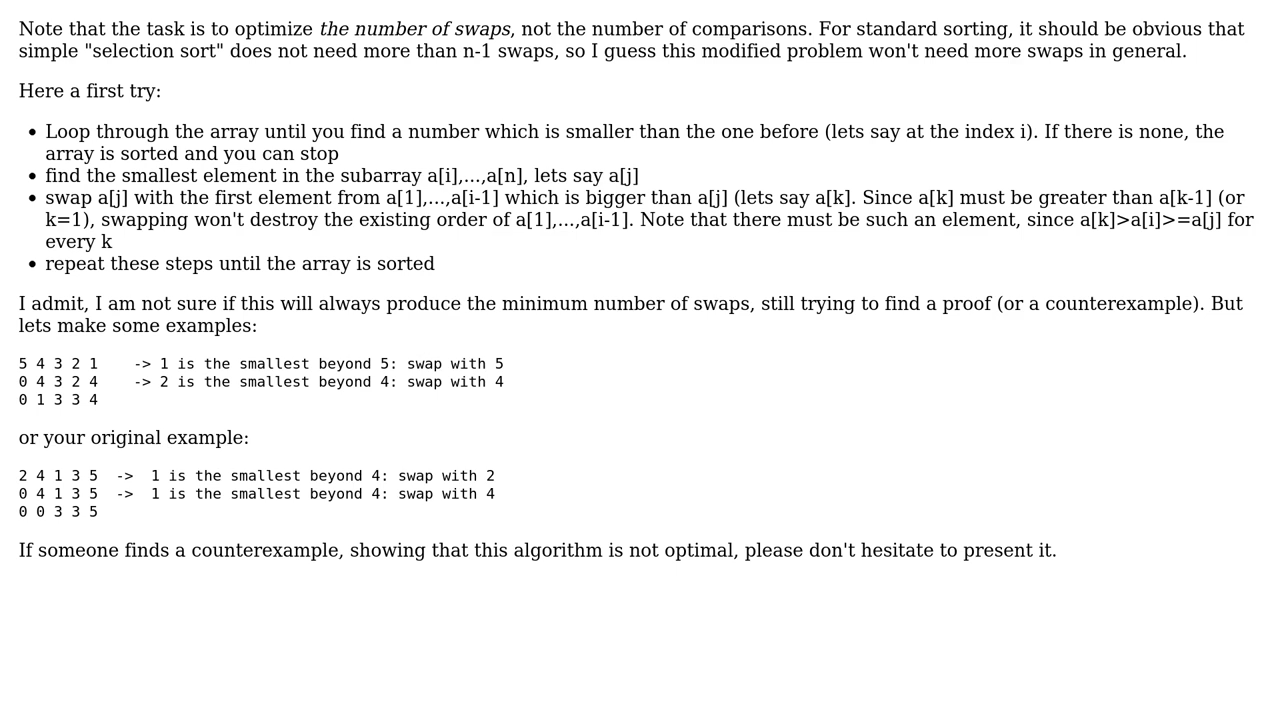 Note that the task is to optimize the number of swaps, not the number of comparisons. For standard sorting, it should be obvious that
simple "selection sort" does not need more than n-1 swaps, so I guess this modified problem won't need more swaps in general.
Here a first try:
• Loop through the array until you find a number which is smaller than the one before (lets say at the index i). If there is none, the
array is sorted and you can stop
• find the smallest element in the subarray a[i],...,a[n], lets say a[j]
• swap a[j] with the first element from a[1],...,a[i-1] which is bigger than a[j] (lets say a[k]. Since a[k] must be greater than a[k-1] (or
k=1), swapping won't destroy the existing order of a[1],...,a[i-1]. Note that there must be such an element, since a[k]>a[i]>=a[j] for
every k
• repeat these steps until the array is sorted
I admit, I am not sure if this will always produce the minimum number of swaps, still trying to find a proof (or a counterexample). But
lets make some examples:
5 4 3 2 1    -> 1 is the smallest beyond 5: swap with 5
0 4 3 2 4    -> 2 is the smallest beyond 4: swap with 4
0 1 3 3 4
or your original example:
2 4 1 3 5  ->  1 is the smallest beyond 4: swap with 2
0 4 1 3 5  ->  1 is the smallest beyond 4: swap with 4
0 0 3 3 5
If someone finds a counterexample, showing that this algorithm is not optimal, please don't hesitate to present it.